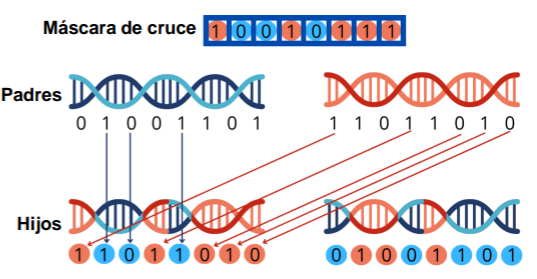 Máscara de cruce 1 0 0 1 0 1 1 1
Padres
0 1 0 0 1 1 0 1 1 1 0 1 1 0 1 0
Hijos
1 1 0 1 1 0 1 0 0 1 0 0 1 1 0 1